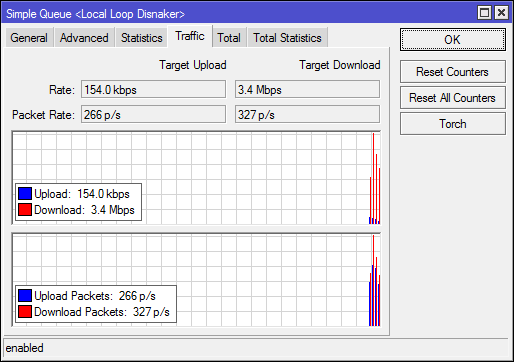 Simple Queue <Local Loop Disnaker>
General Advanced Statistics Traffic Total Total Statistics
OK
Reset Counters
Reset All Counters
Torch
Target Upload Target Download
Rate: 154.0 kbps 3.4 Mbps
Packet Rate: 266 p/s 327 p/s
Upload: 154.0 kbps
Download: 3.4 Mbps
Upload Packets: 266 p/s
Download Packets: 327 p/s
enabled